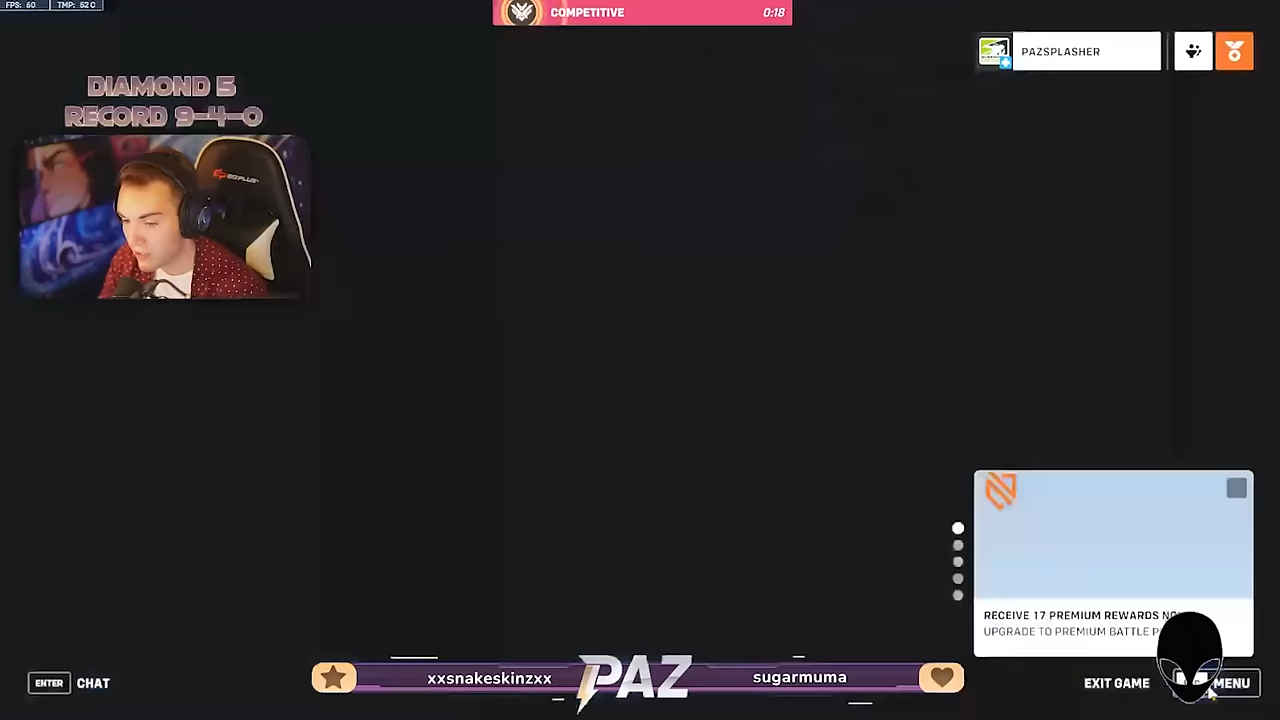 FPS: 60
TMP: 52 C
COMPETITIVE
0:18
PAZSPLASHER
DIAMOND 5
RECORD 9-4-0
RECEIVE 17 PREMIUM REWARDS
UPGRADE TO PREMIUM BATTLE
ENTER CHAT
xxsnakeskinzxx
PAZ
sugarmuma
EXIT GAME
MENU